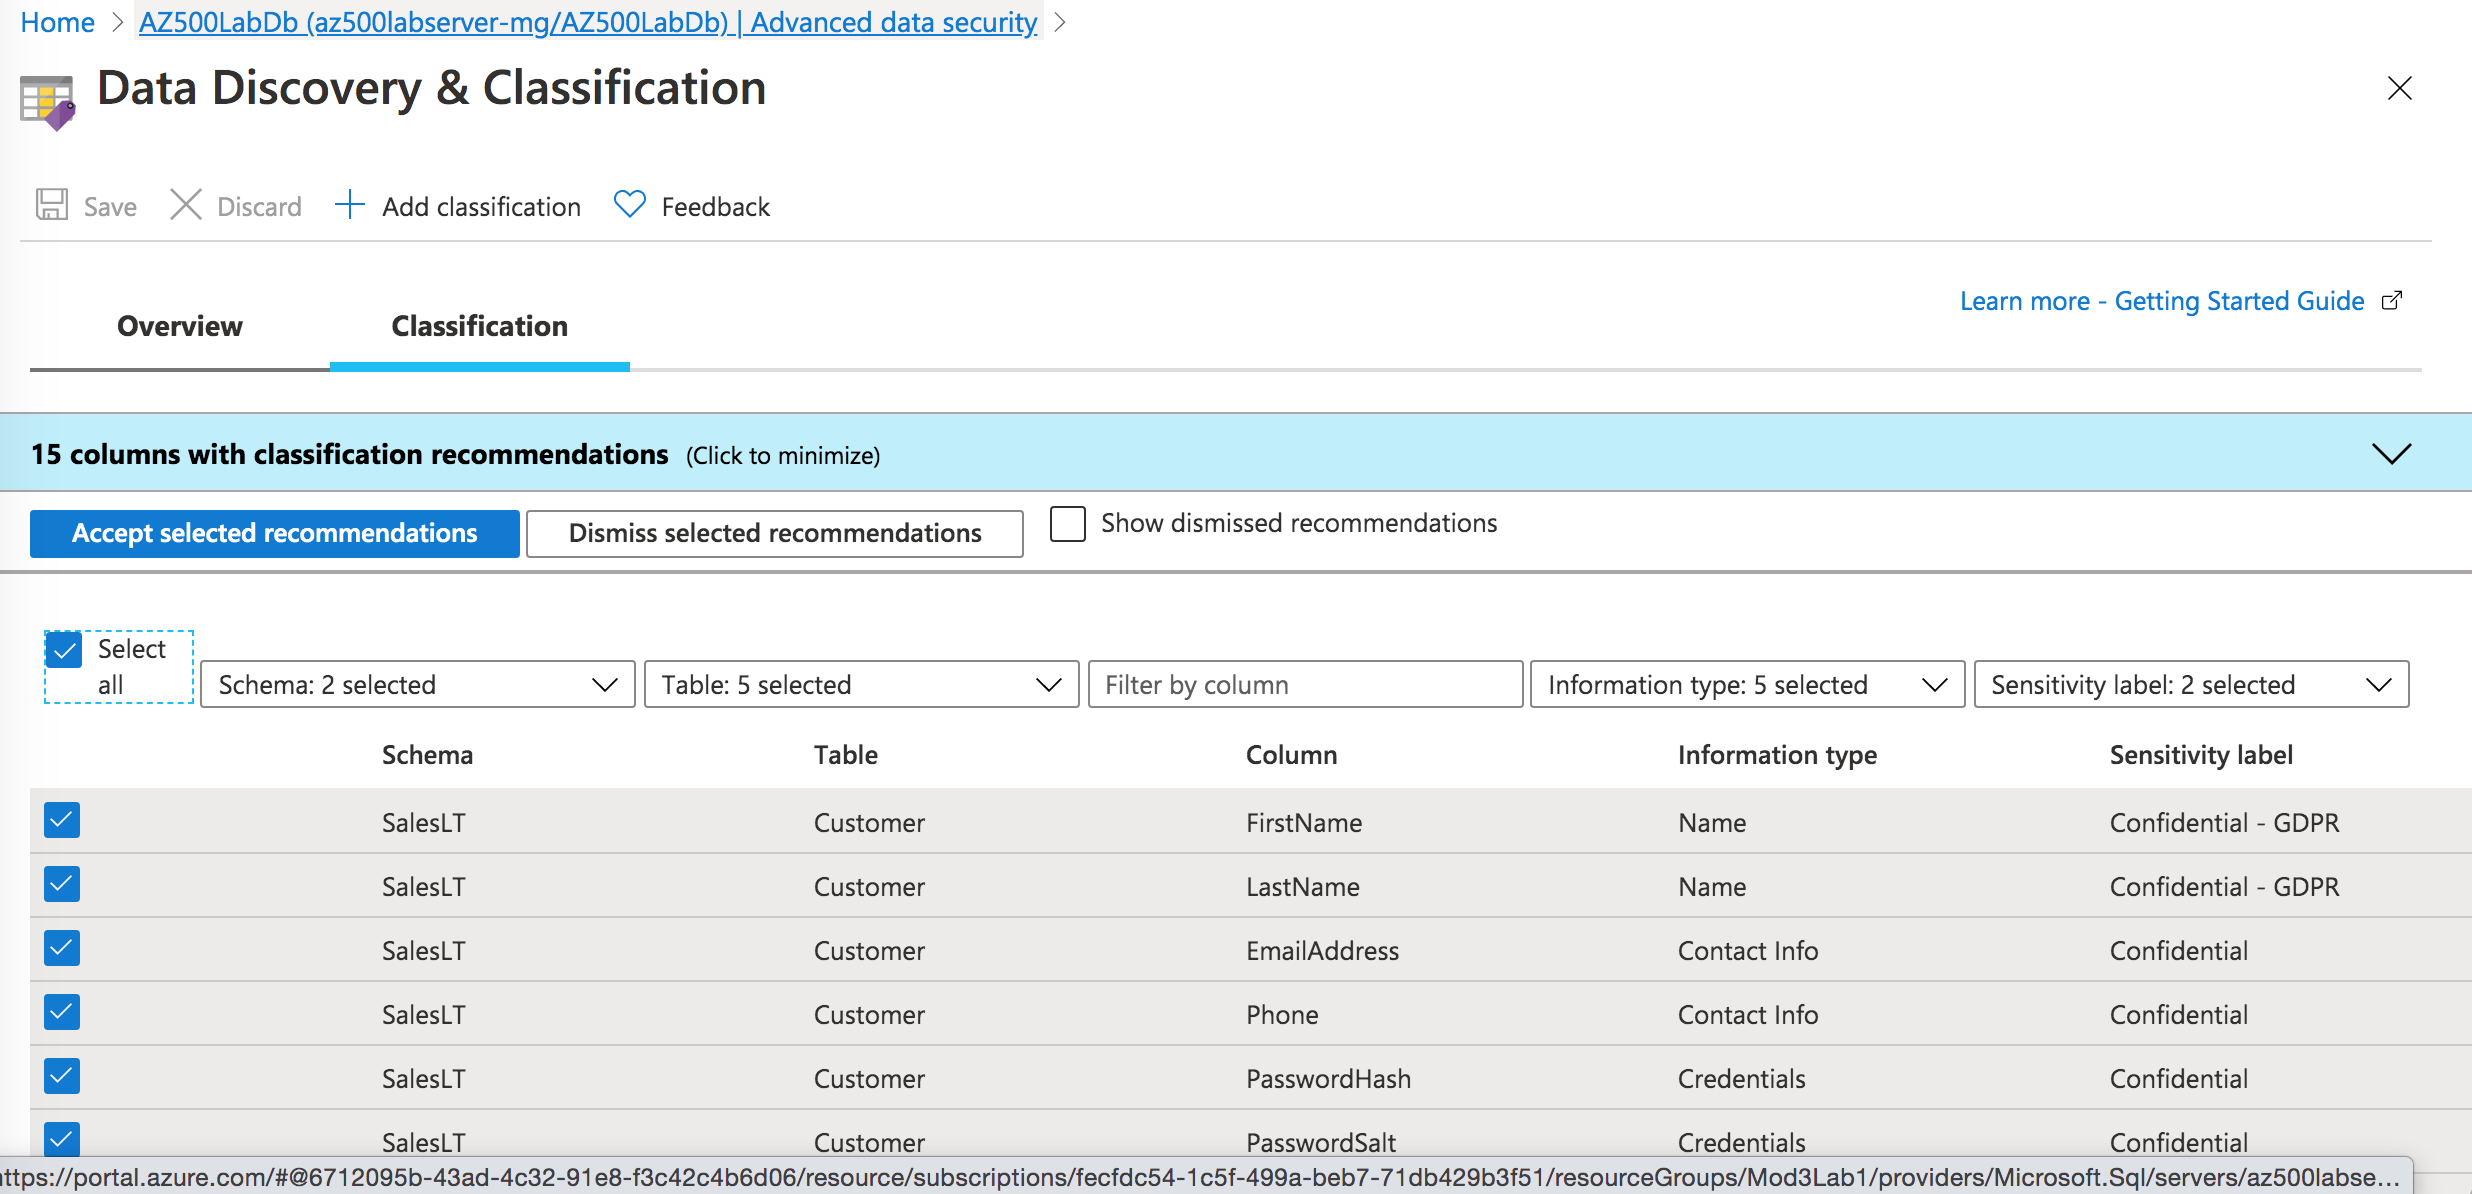 Home > AZ500LabDb (az500labserver-mg/AZ500LabDb) | Advanced data security >
Data Discovery & Classification
Save Discard Add classification Feedback
Learn more - Getting Started Guide
Overview Classification
15 columns with classification recommendations (Click to minimize)
Accept selected recommendations Dismiss selected recommendations Show dismissed recommendations
Select
all
Schema: 2 selected Table: 5 selected Filter by column Information type: 5 selected Sensitivity label: 2 selected
Schema Table Column Information type Sensitivity label
SalesLT Customer FirstName Name Confidential - GDPR
SalesLT Customer LastName Name Confidential - GDPR
SalesLT Customer EmailAddress Contact Info Confidential
SalesLT Customer Phone Contact Info Confidential
SalesLT Customer PasswordHash Credentials Confidential
SalesLT Customer PasswordSalt Credentials Confidential
ttps://portal.azure.com/#@6712095b-43ad-4c32-91e8-f3c42c4b6d06/resource/subscriptions/fecfdc54-1c5f-499a-beb7-71db429b3f51/resourceGroups/Mod3Lab1/providers/Microsoft.Sql/servers/az500labse...